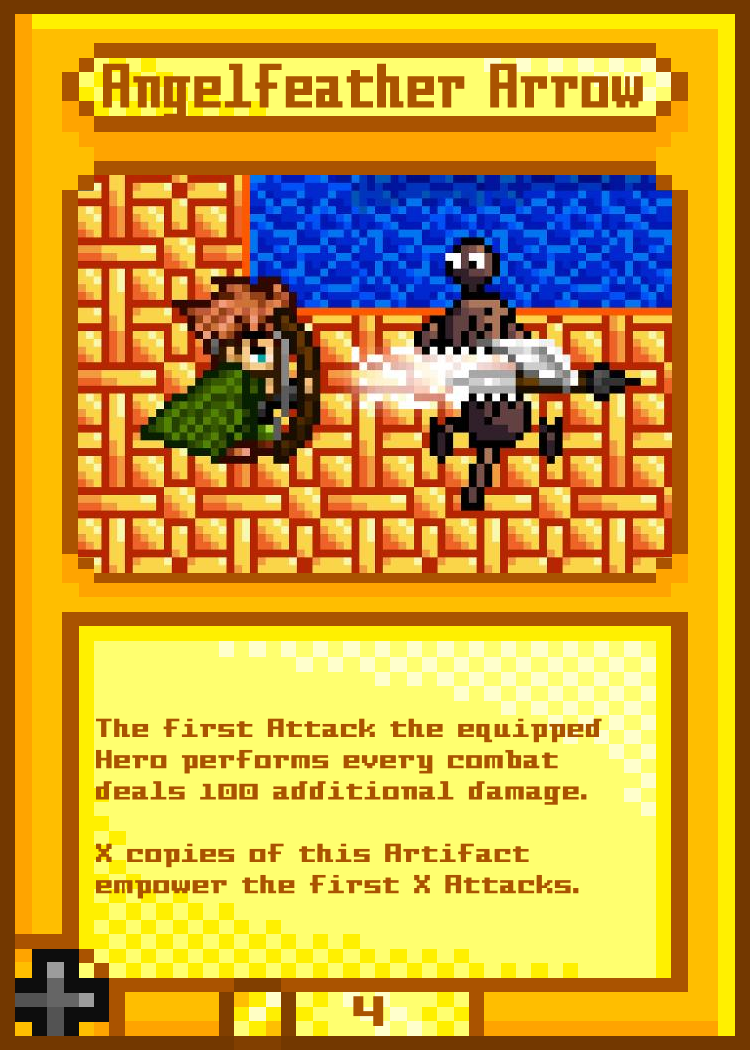 Angelfeather Arrow
The first Attack the equipped
Hero performs every combat
deals 100 additional damage.
X copies of this Artifact
empower the first X Attacks.
4